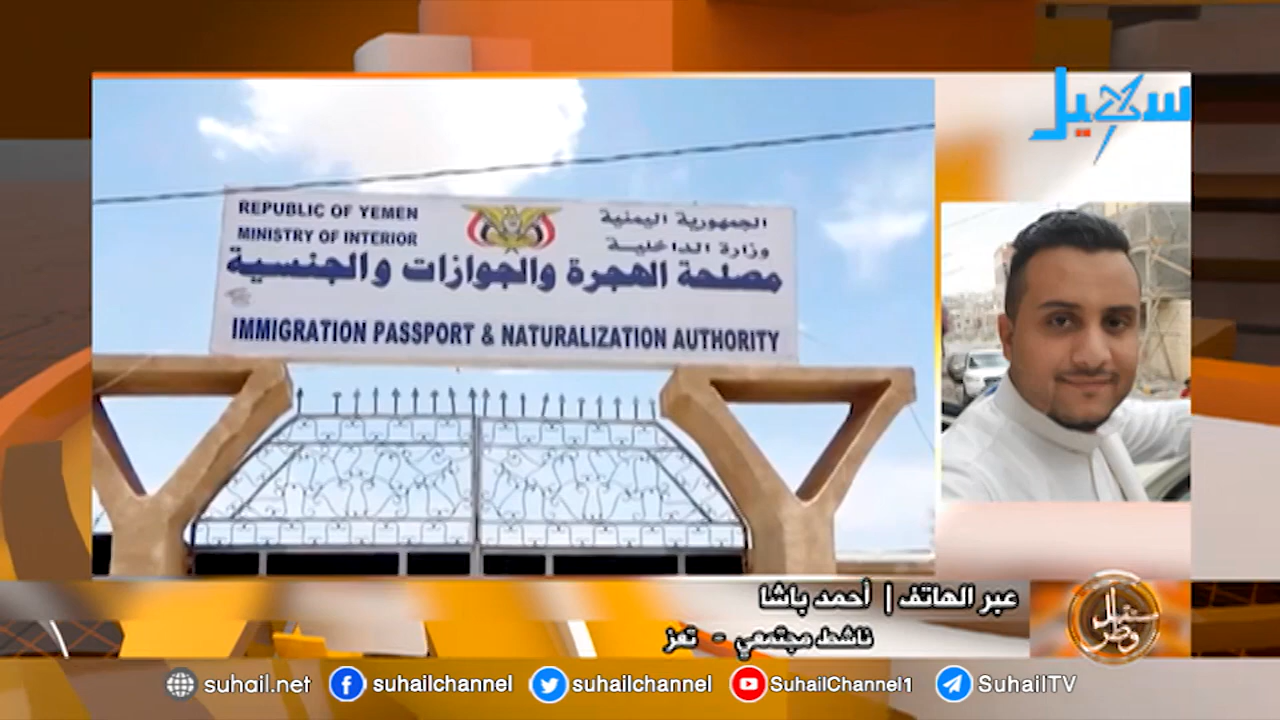 سهيل
REPUBLIC OF YEMEN
MINISTRY OF INTERIOR
الجمهورية اليمنية
وزارة الداخلية
مصلحة الهجرة والجوازات والجنسية
IMMIGRATION PASSPORT & NATURALIZATION AUTHORITY
عبر الهاتف | أحمد باشا
ناشط مجتمعي - تعز
suhail.net suhailchannel suhailchannel SuhailChannel1 SuhailTV